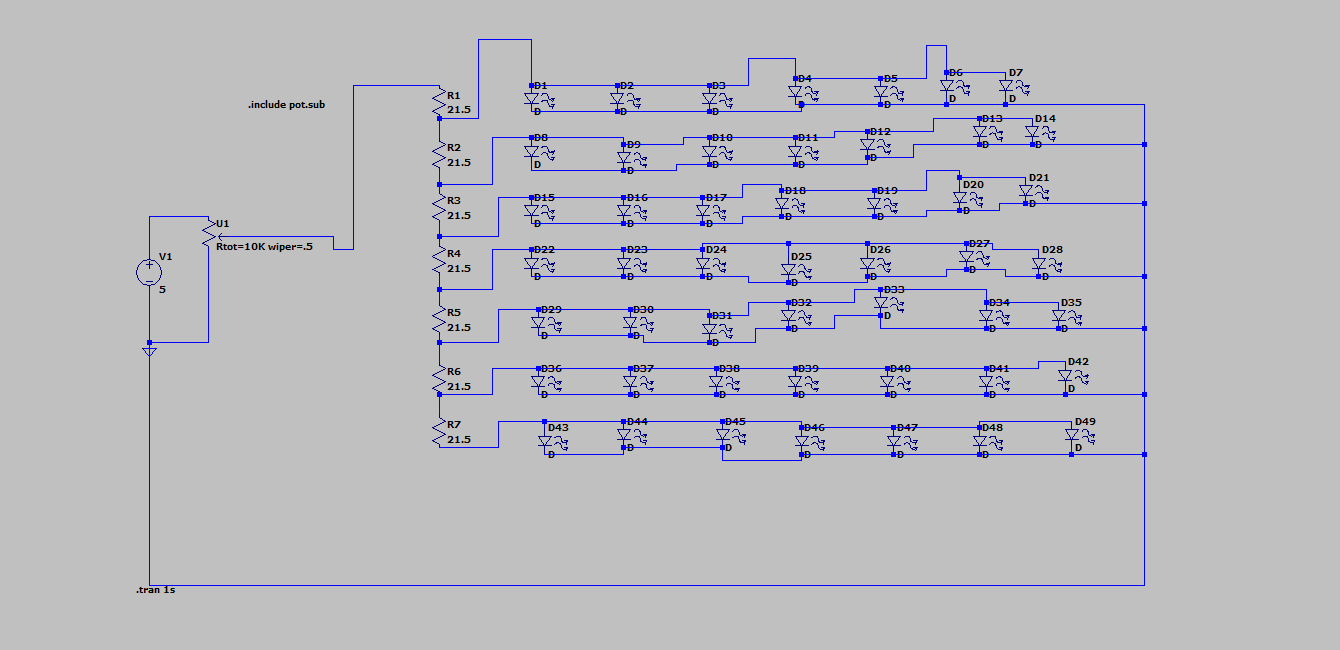 D1 D2 D3 D4 D5 D6 D7
D D D D D D D
.include pot.sub
R1
21.5
D8 D9 D10 D11 D12 D13 D14
D D D D D D D
R2
21.5
D15 D16 D17 D18 D19 D20 D21
D D D D D D D
R3
21.5
U1
Rtot=10K wiper=.5
D22 D23 D24 D25 D26 D27 D28
D D D D D D D
R4
21.5
V1
5
D29 D30 D31 D32 D33 D34 D35
D D D D D D D
R5
21.5
D36 D37 D38 D39 D40 D41 D42
D D D D D D D
R6
21.5
D43 D44 D45 D46 D47 D48 D49
D D D D D D D
R7
21.5
.tran 1s